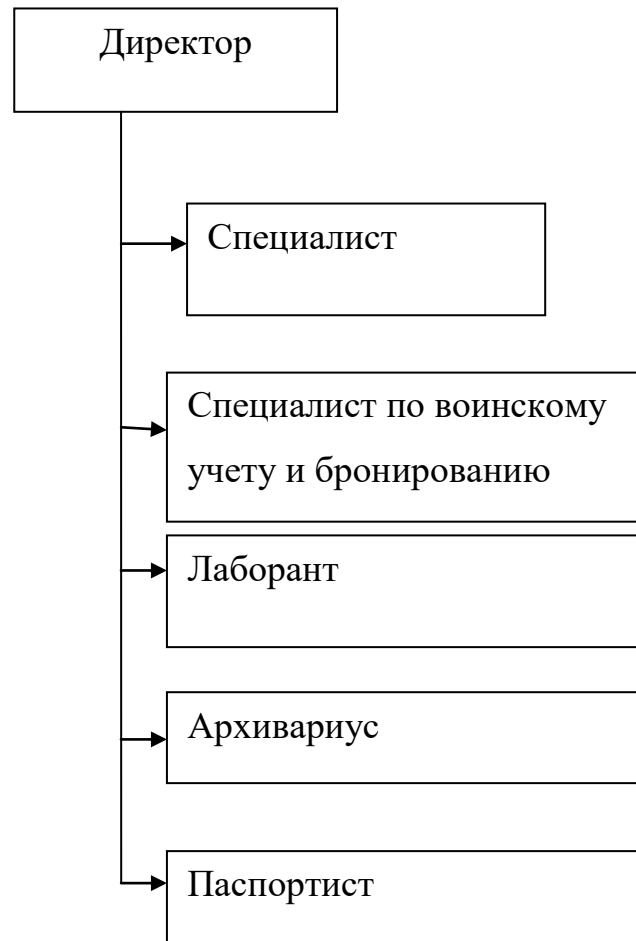 Директор
Специалист
Специалист по воинскому
учету и бронированию
Лаборант
Архивариус
Паспортист